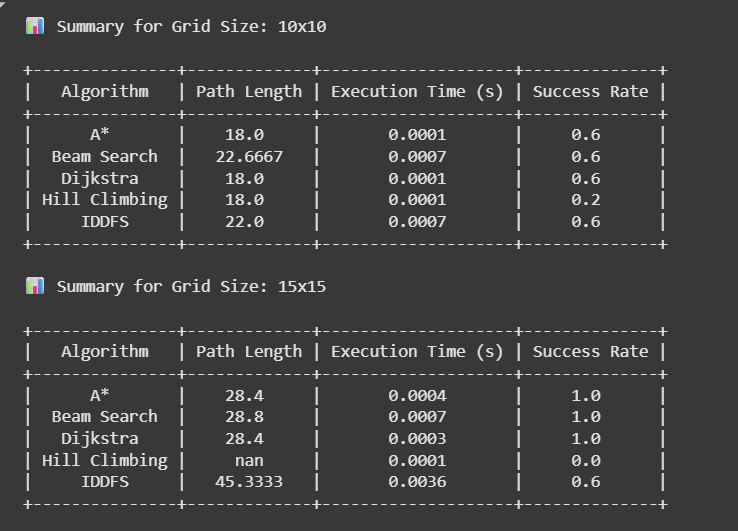 📊 Summary for Grid Size: 10x10
+---------------+-------------+--------------------+--------------+
|   Algorithm   | Path Length | Execution Time (s) | Success Rate |
+---------------+-------------+--------------------+--------------+
|      A*       |    18.0     |       0.0001       |     0.6      |
|  Beam Search  |   22.6667   |       0.0007       |     0.6      |
|   Dijkstra    |    18.0     |       0.0001       |     0.6      |
| Hill Climbing |    18.0     |       0.0001       |     0.2      |
|     IDDFS     |    22.0     |       0.0007       |     0.6      |
+---------------+-------------+--------------------+--------------+
📊 Summary for Grid Size: 15x15
+---------------+-------------+--------------------+--------------+
|   Algorithm   | Path Length | Execution Time (s) | Success Rate |
+---------------+-------------+--------------------+--------------+
|      A*       |    28.4     |       0.0004       |     1.0      |
|  Beam Search  |    28.8     |       0.0007       |     1.0      |
|   Dijkstra    |    28.4     |       0.0003       |     1.0      |
| Hill Climbing |     nan     |       0.0001       |     0.0      |
|     IDDFS     |   45.3333   |       0.0036       |     0.6      |
+---------------+-------------+--------------------+--------------+